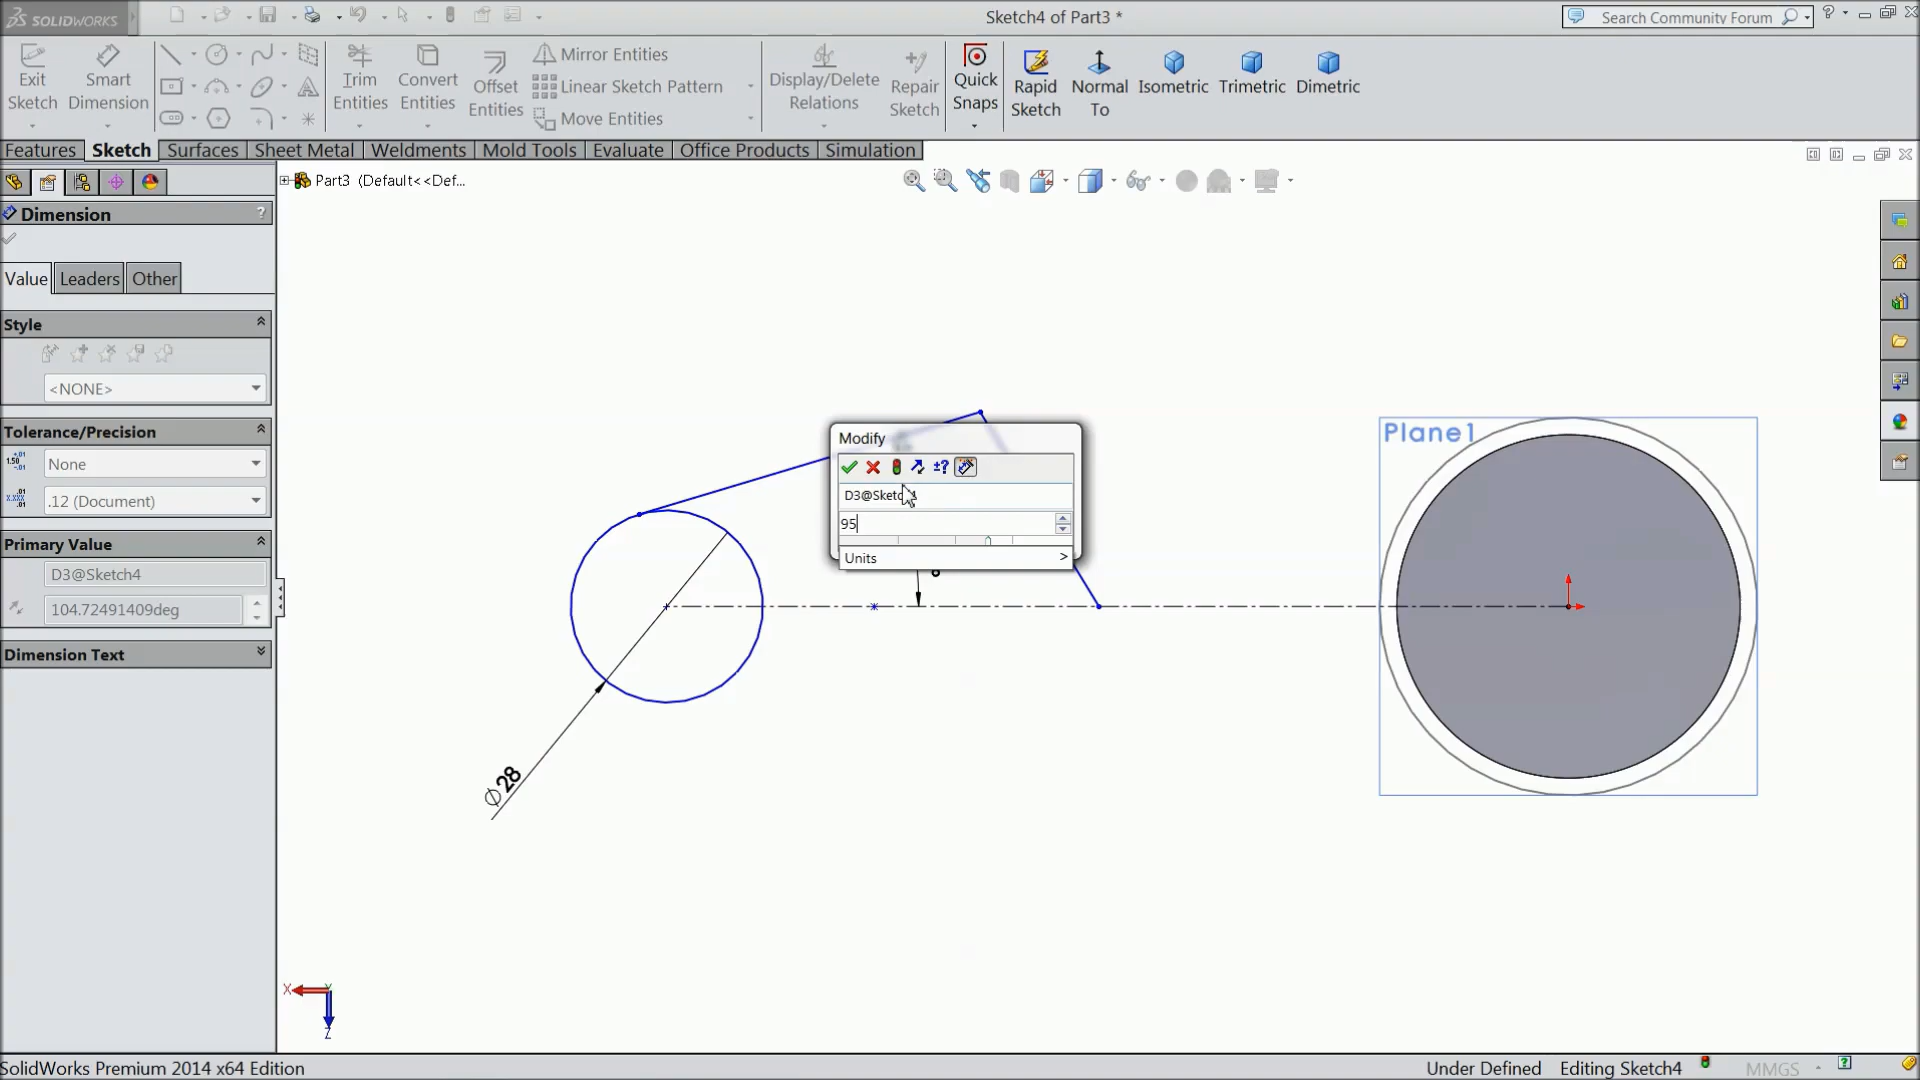 SOLIDWORKS
Sketch4 of Part3 *
Search Community Forum
Exit Sketch
Smart Dimension
Trim Entities
Convert Entities
Offset Entities
Mirror Entities
Linear Sketch Pattern
Move Entities
Display/Delete Relations
Repair Sketch
Quick Snaps
Rapid Sketch
Normal To
Isometric
Trimetric
Dimetric
Features
Sketch
Surfaces
Sheet Metal
Weldments
Mold Tools
Evaluate
Office Products
Simulation
Part3 (Default<<Def...
Dimension
?
Value
Leaders
Other
Style
<NONE>
Tolerance/Precision
None
.12 (Document)
Primary Value
D3@Sketch4
104.72491409deg
Dimension Text
Modify
D3@Sketch4
95
Units >
Plane1
Ø28
X
Z
SolidWorks Premium 2014 x64 Edition
Under Defined
Editing Sketch4
MMGS